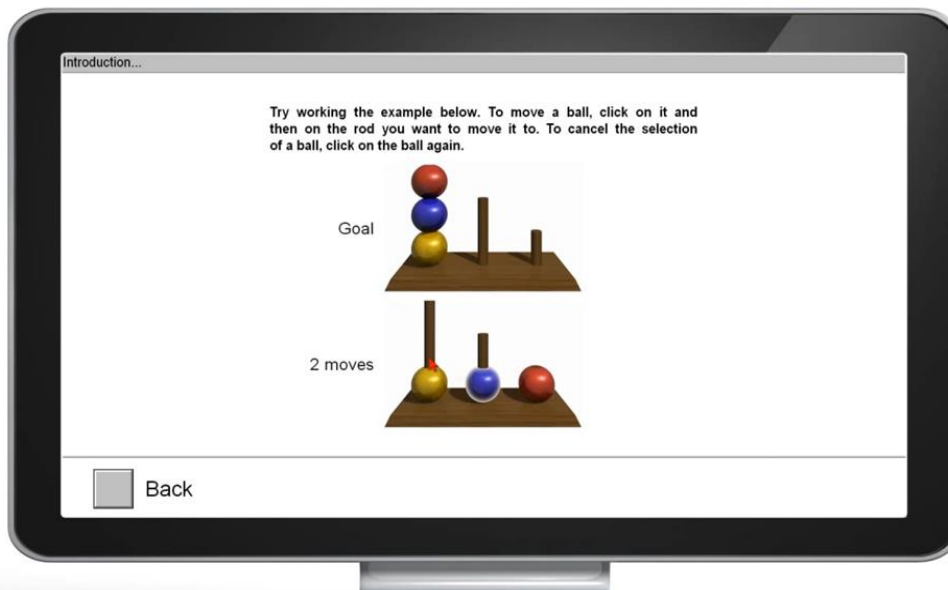 Introduction...
Try working the example below. To move a ball, click on it and
then on the rod you want to move it to. To cancel the selection
of a ball, click on the ball again.
Goal
2 moves
Back